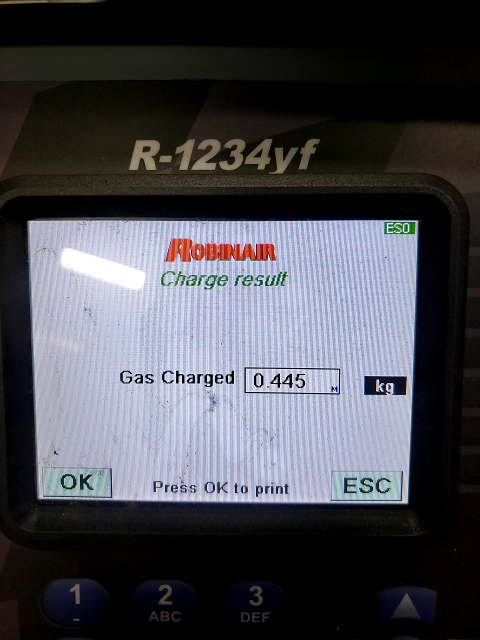 R-1234yf
ES0
ROBINAIR
Charge result
Gas Charged 0.445 M kg
OK Press OK to print ESC
1 2 3
- ABC DEF